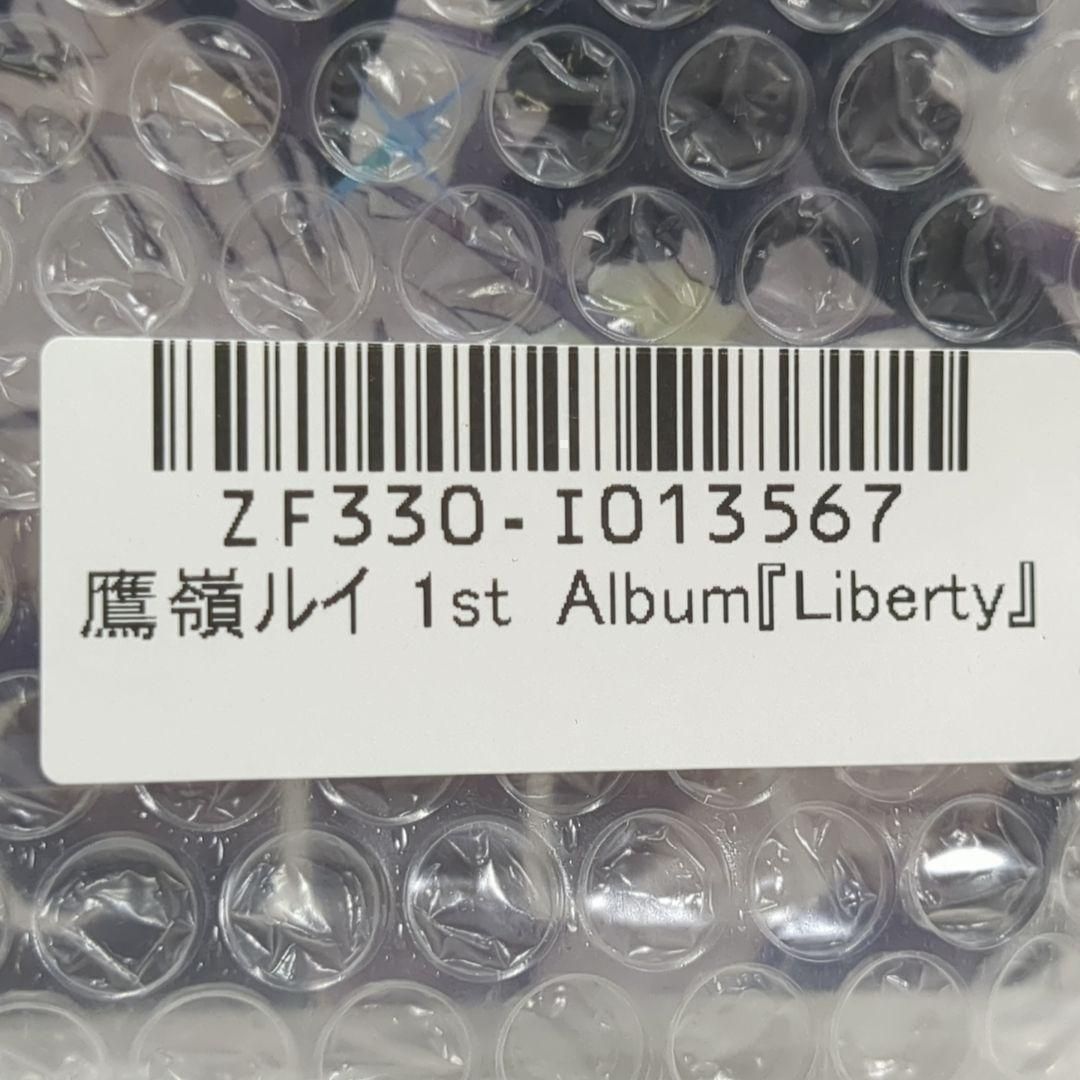 ZF330-I013567
鷹嶺ルイ 1st Album『Liberty』